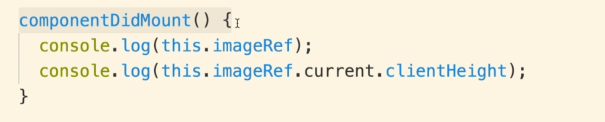 componentDidMount() {
  console.log(this.imageRef);
  console.log(this.imageRef.current.clientHeight);
}